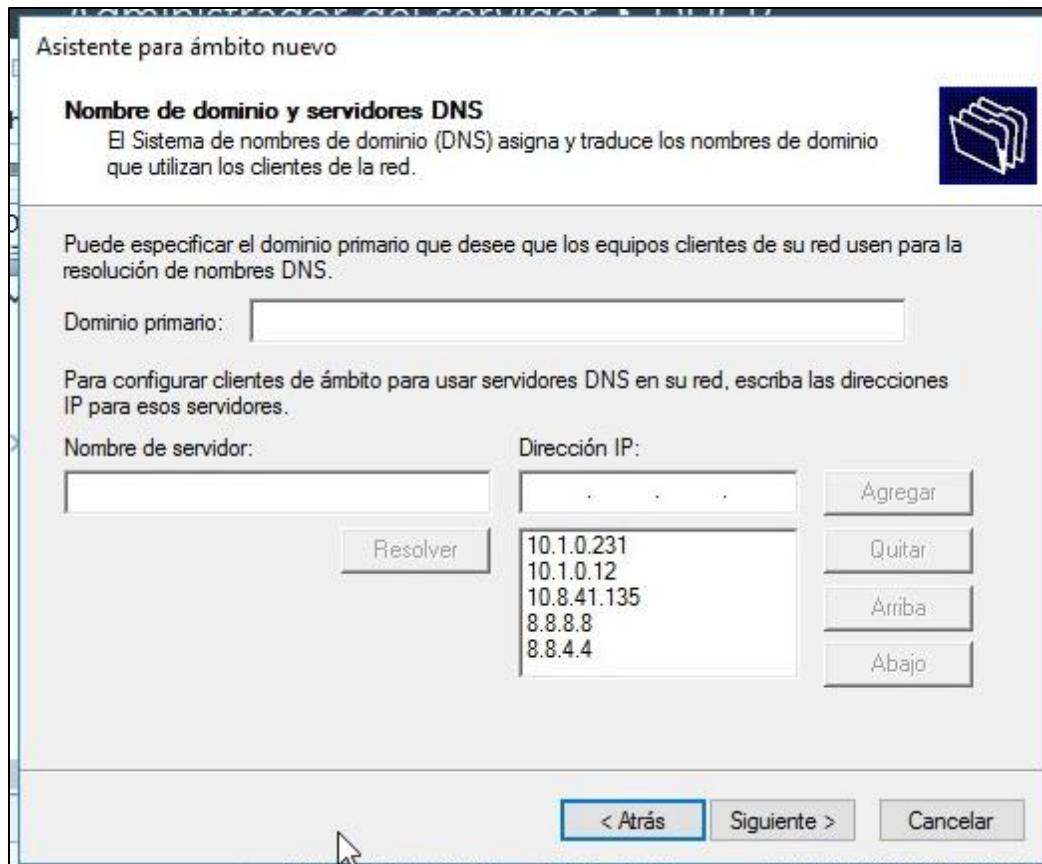 Administrador del servidor
Asistente para ámbito nuevo
Nombre de dominio y servidores DNS
El Sistema de nombres de dominio (DNS) asigna y traduce los nombres de dominio
que utilizan los clientes de la red.
Puede especificar el dominio primario que desee que los equipos clientes de su red usen para la
resolución de nombres DNS.
Dominio primario:
Para configurar clientes de ámbito para usar servidores DNS en su red, escriba las direcciones
IP para esos servidores.
Nombre de servidor: Dirección IP:
. . . Agregar
Resolver 10.1.0.231 Quitar
10.1.0.12
10.8.41.135 Arriba
8.8.8.8
8.8.4.4 Abajo
< Atrás Siguiente > Cancelar